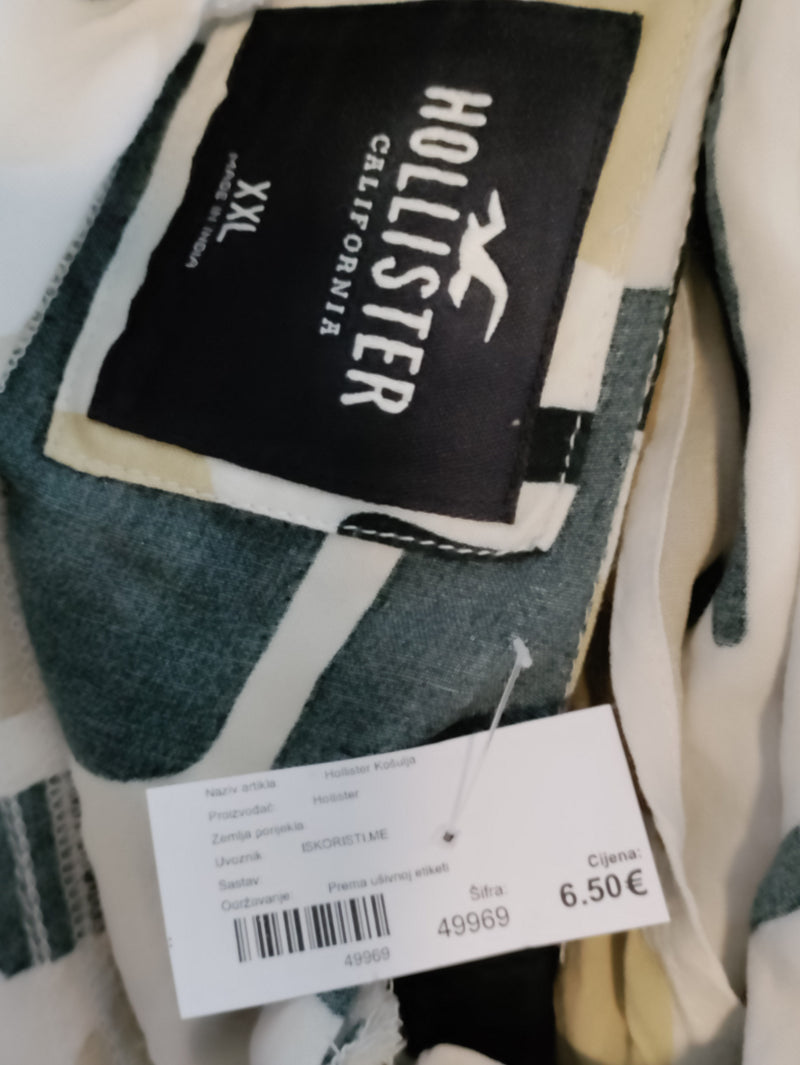 HOLLISTER
CALIFORNIA
XXL
MADE IN INDIA
Naziv artikla Hollister Košulja
Proizvođač: Hollister
Zemlja porijekla
Uvoznik ISKORISTI.ME
Sastav
Održavanje: Prema ušivnoj etiketi
49969
Šifra:
49969
Cijena:
6.50€